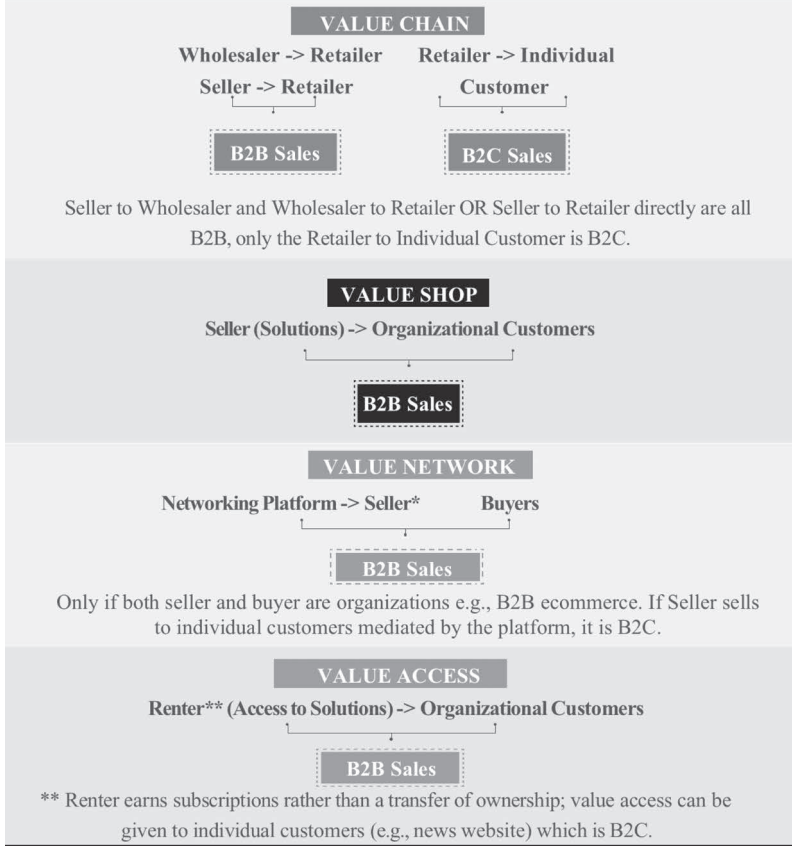 VALUE CHAIN
Wholesaler -> Retailer
Seller -> Retailer
B2B Sales
Retailer -> Individual
Customer
B2C Sales
Seller to Wholesaler and Wholesaler to Retailer OR Seller to Retailer directly are all
B2B, only the Retailer to Individual Customer is B2C.
VALUE SHOP
Seller (Solutions) -> Organizational Customers
B2B Sales
VALUE NETWORK
Networking Platform -> Seller* Buyers
B2B Sales
Only if both seller and buyer are organizations e.g., B2B ecommerce. If Seller sells
to individual customers mediated by the platform, it is B2C.
VALUE ACCESS
Renter** (Access to Solutions) -> Organizational Customers
B2B Sales
** Renter earns subscriptions rather than a transfer of ownership; value access can be
given to individual customers (e.g., news website) which is B2C.